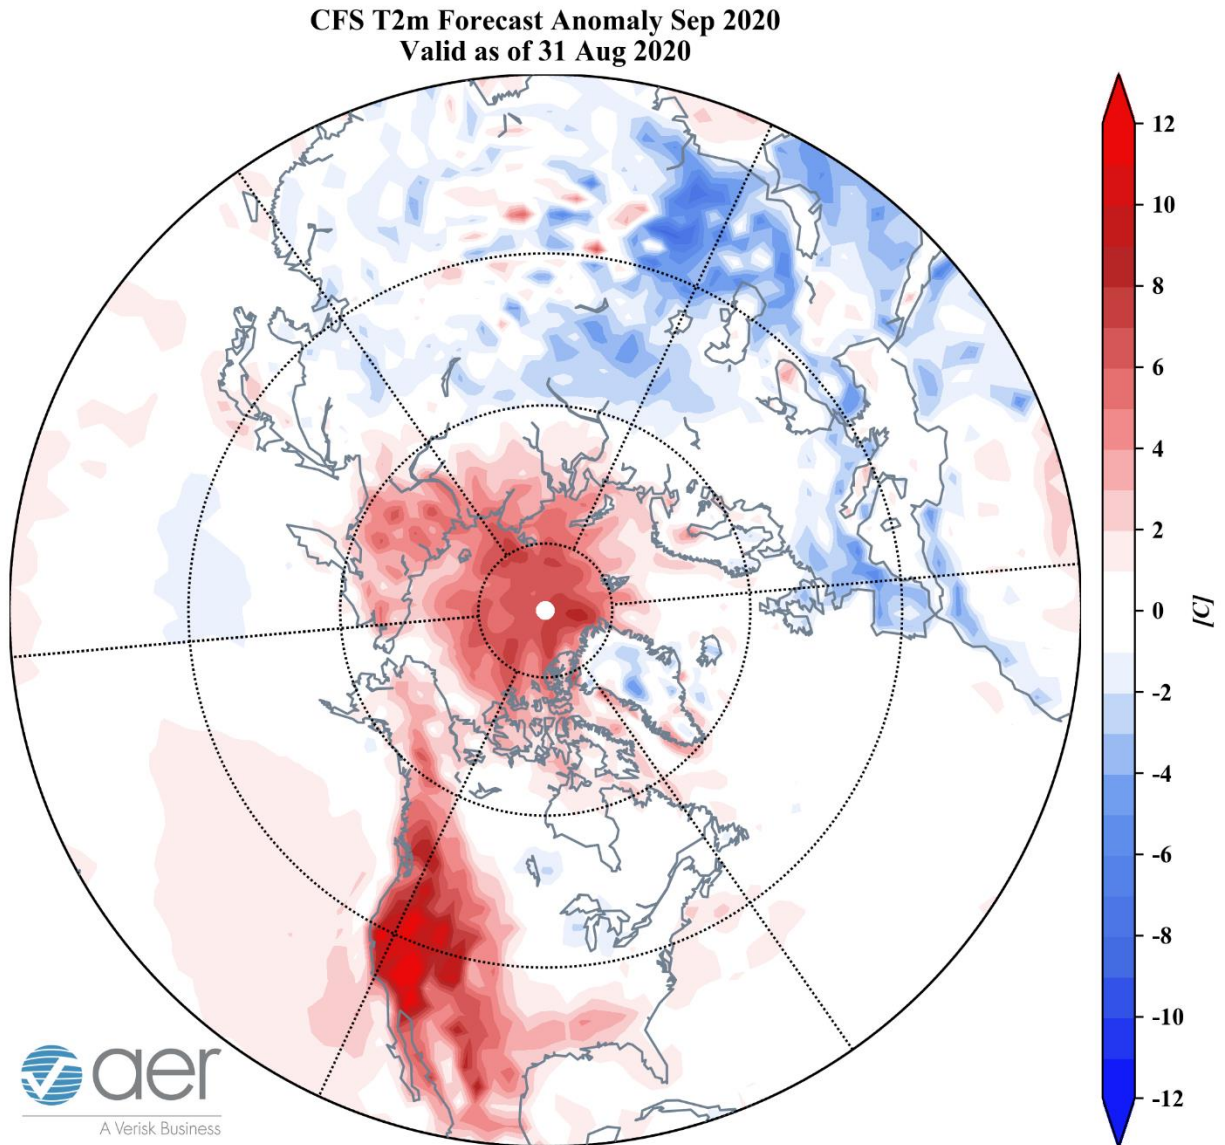 CFS T2m Forecast Anomaly Sep 2020
Valid as of 31 Aug 2020
12
10
8
6
4
2
0
-2
-4
-6
-8
-10
-12
[C]
aer
A Verisk Business